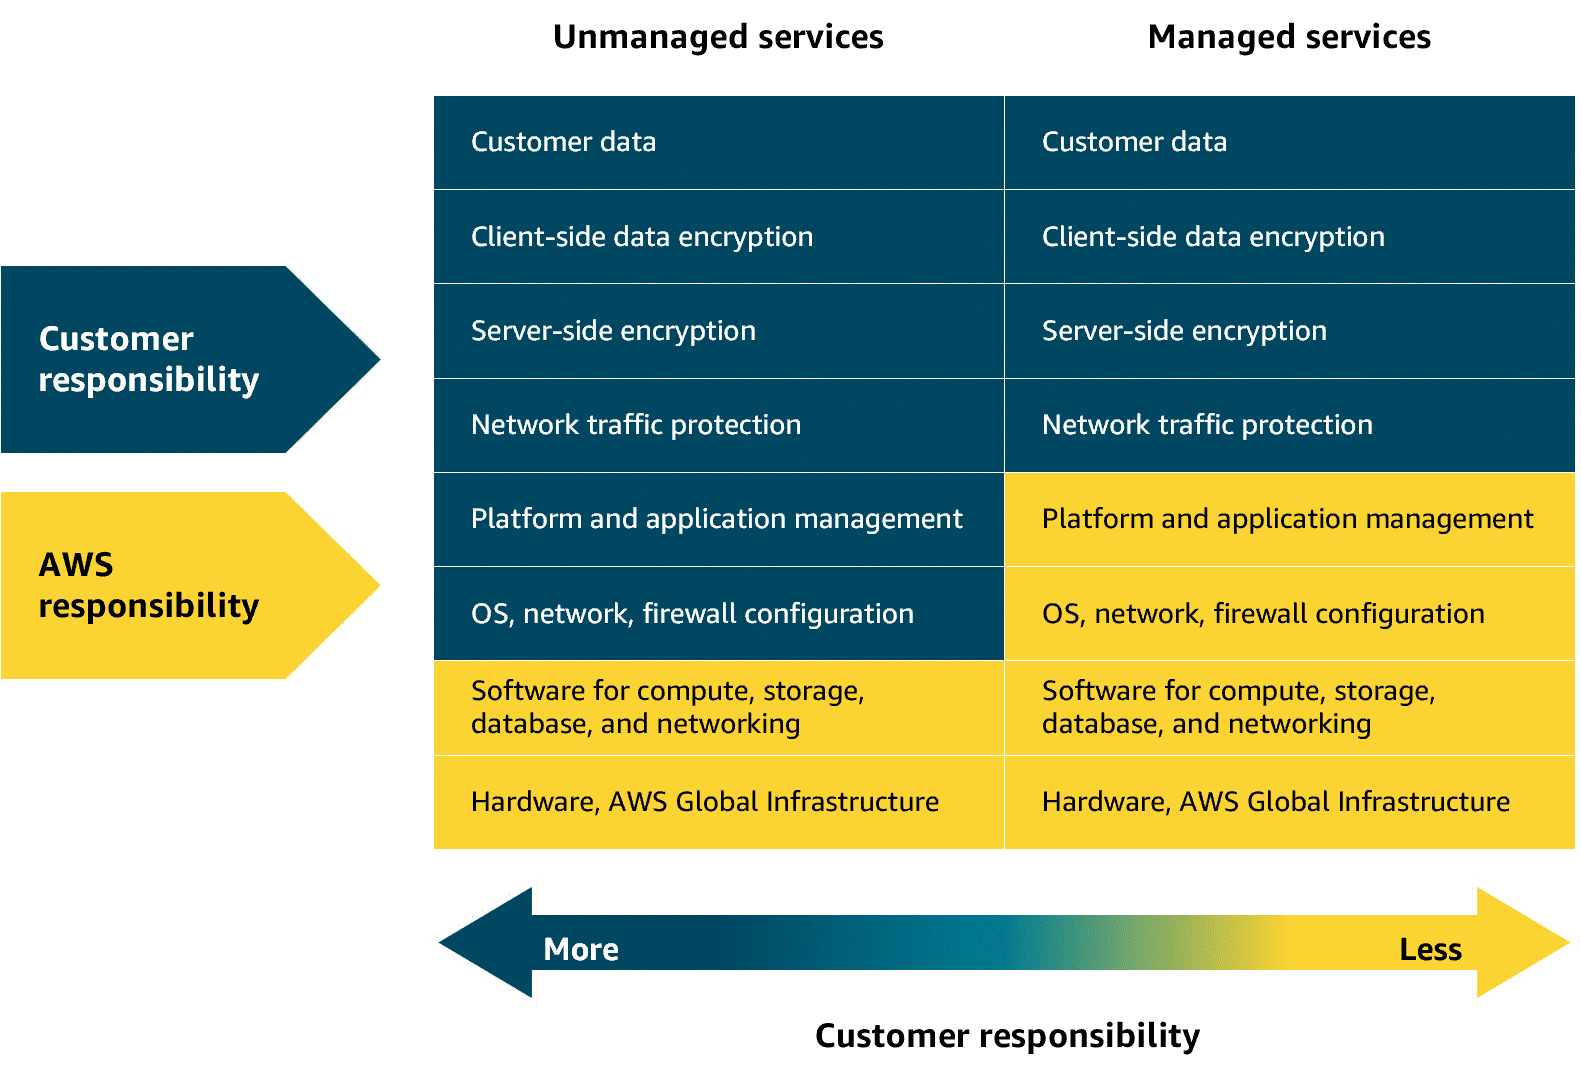 Unmanaged services
Managed services
Customer data
Customer data
Client-side data encryption
Client-side data encryption
Customer
responsibility
Server-side encryption
Server-side encryption
Network traffic protection
Network traffic protection
AWS
responsibility
Platform and application management
Platform and application management
OS, network, firewall configuration
OS, network, firewall configuration
Software for compute, storage,
database, and networking
Software for compute, storage,
database, and networking
Hardware, AWS Global Infrastructure
Hardware, AWS Global Infrastructure
More
Less
Customer responsibility